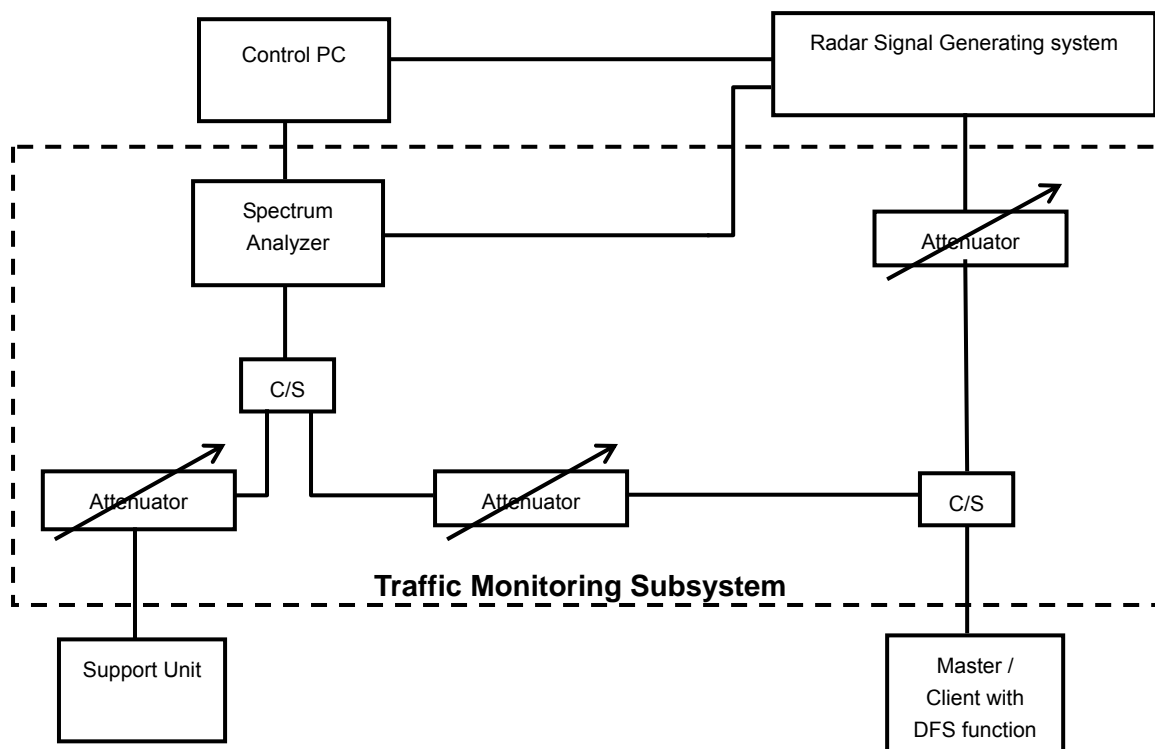 Control PC
Radar Signal Generating system
Spectrum
Analyzer
Attenuator
C/S
Attenuator
Attenuator
C/S
Traffic Monitoring Subsystem
Support Unit
Master /
Client with
DFS function